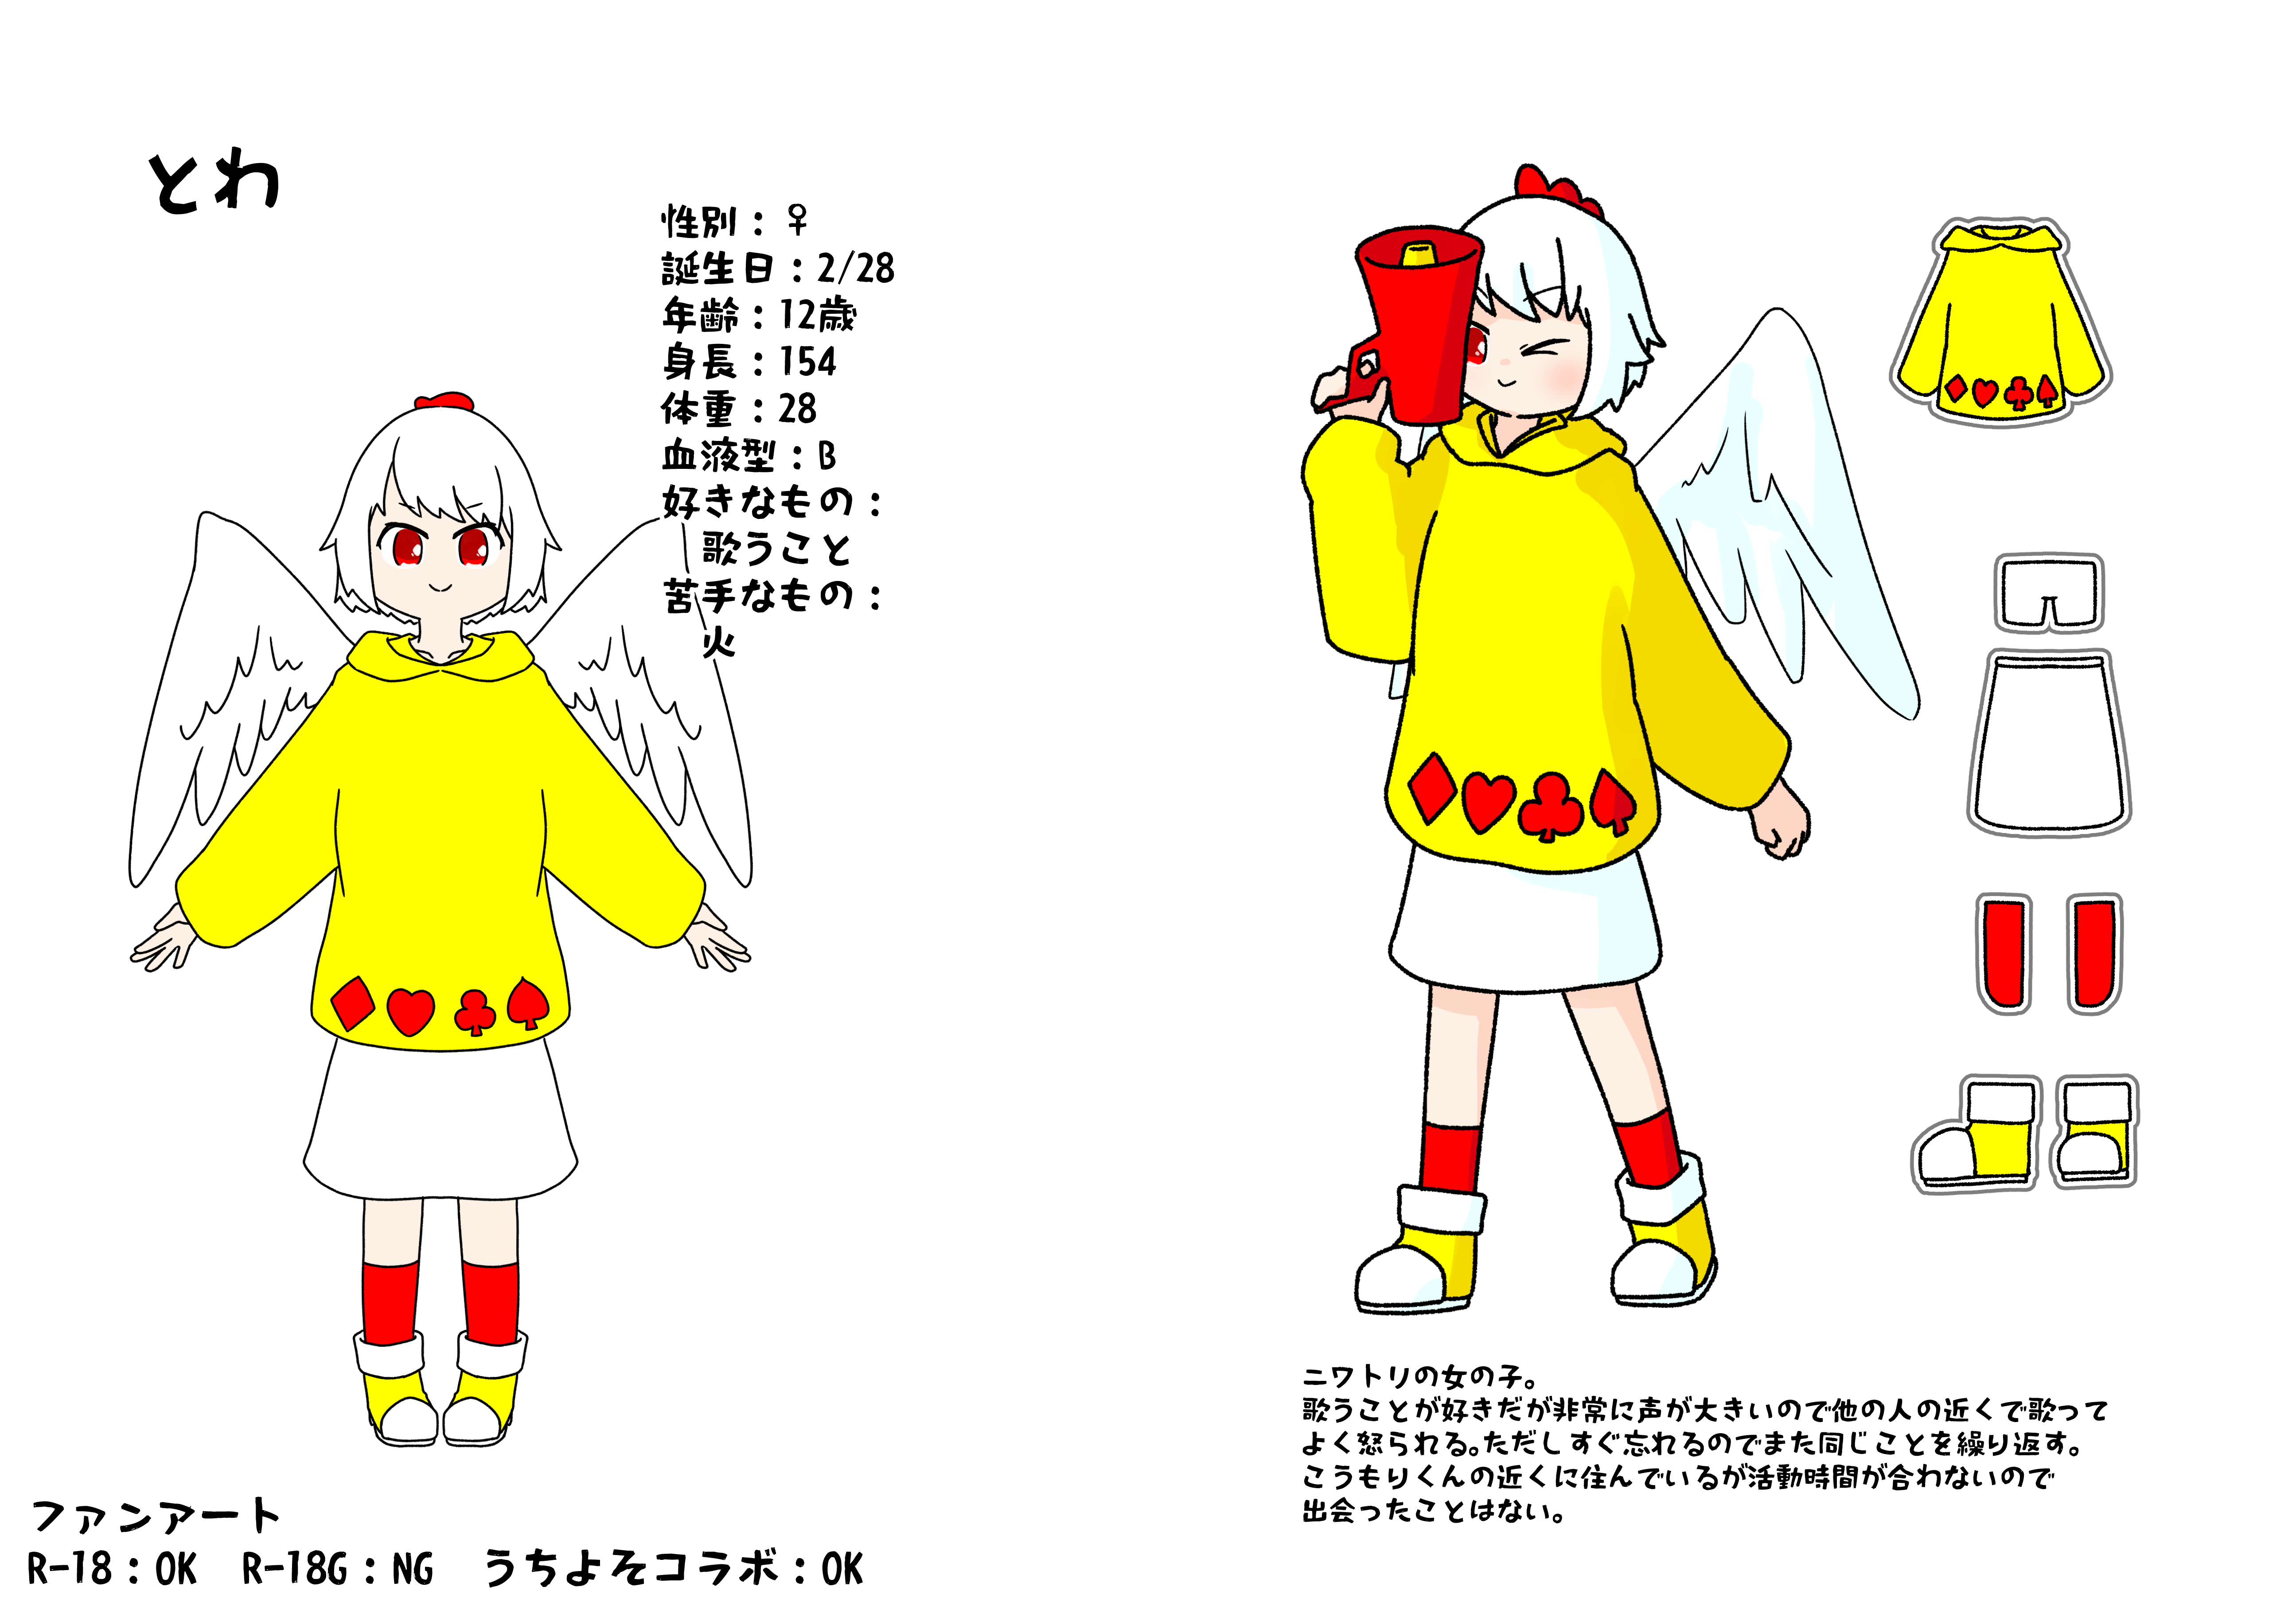 とわ
性別：♀
誕生日：2/28
年齢：12歳
身長：154
体重：28
血液型：B
好きなもの：
歌うこと
苦手なもの：
火
ニワトリの女の子。
歌うことが好きだが非常に声が大きいので他の人の近くで歌って
よく怒られる。ただしすぐ忘れるのでまた同じことを繰り返す。
こうもりくんの近くに住んでいるが活動時間が合わないので
出会ったことはない。
ファンアート
R-18：OK　R-18G：NG　うちよそコラボ：OK